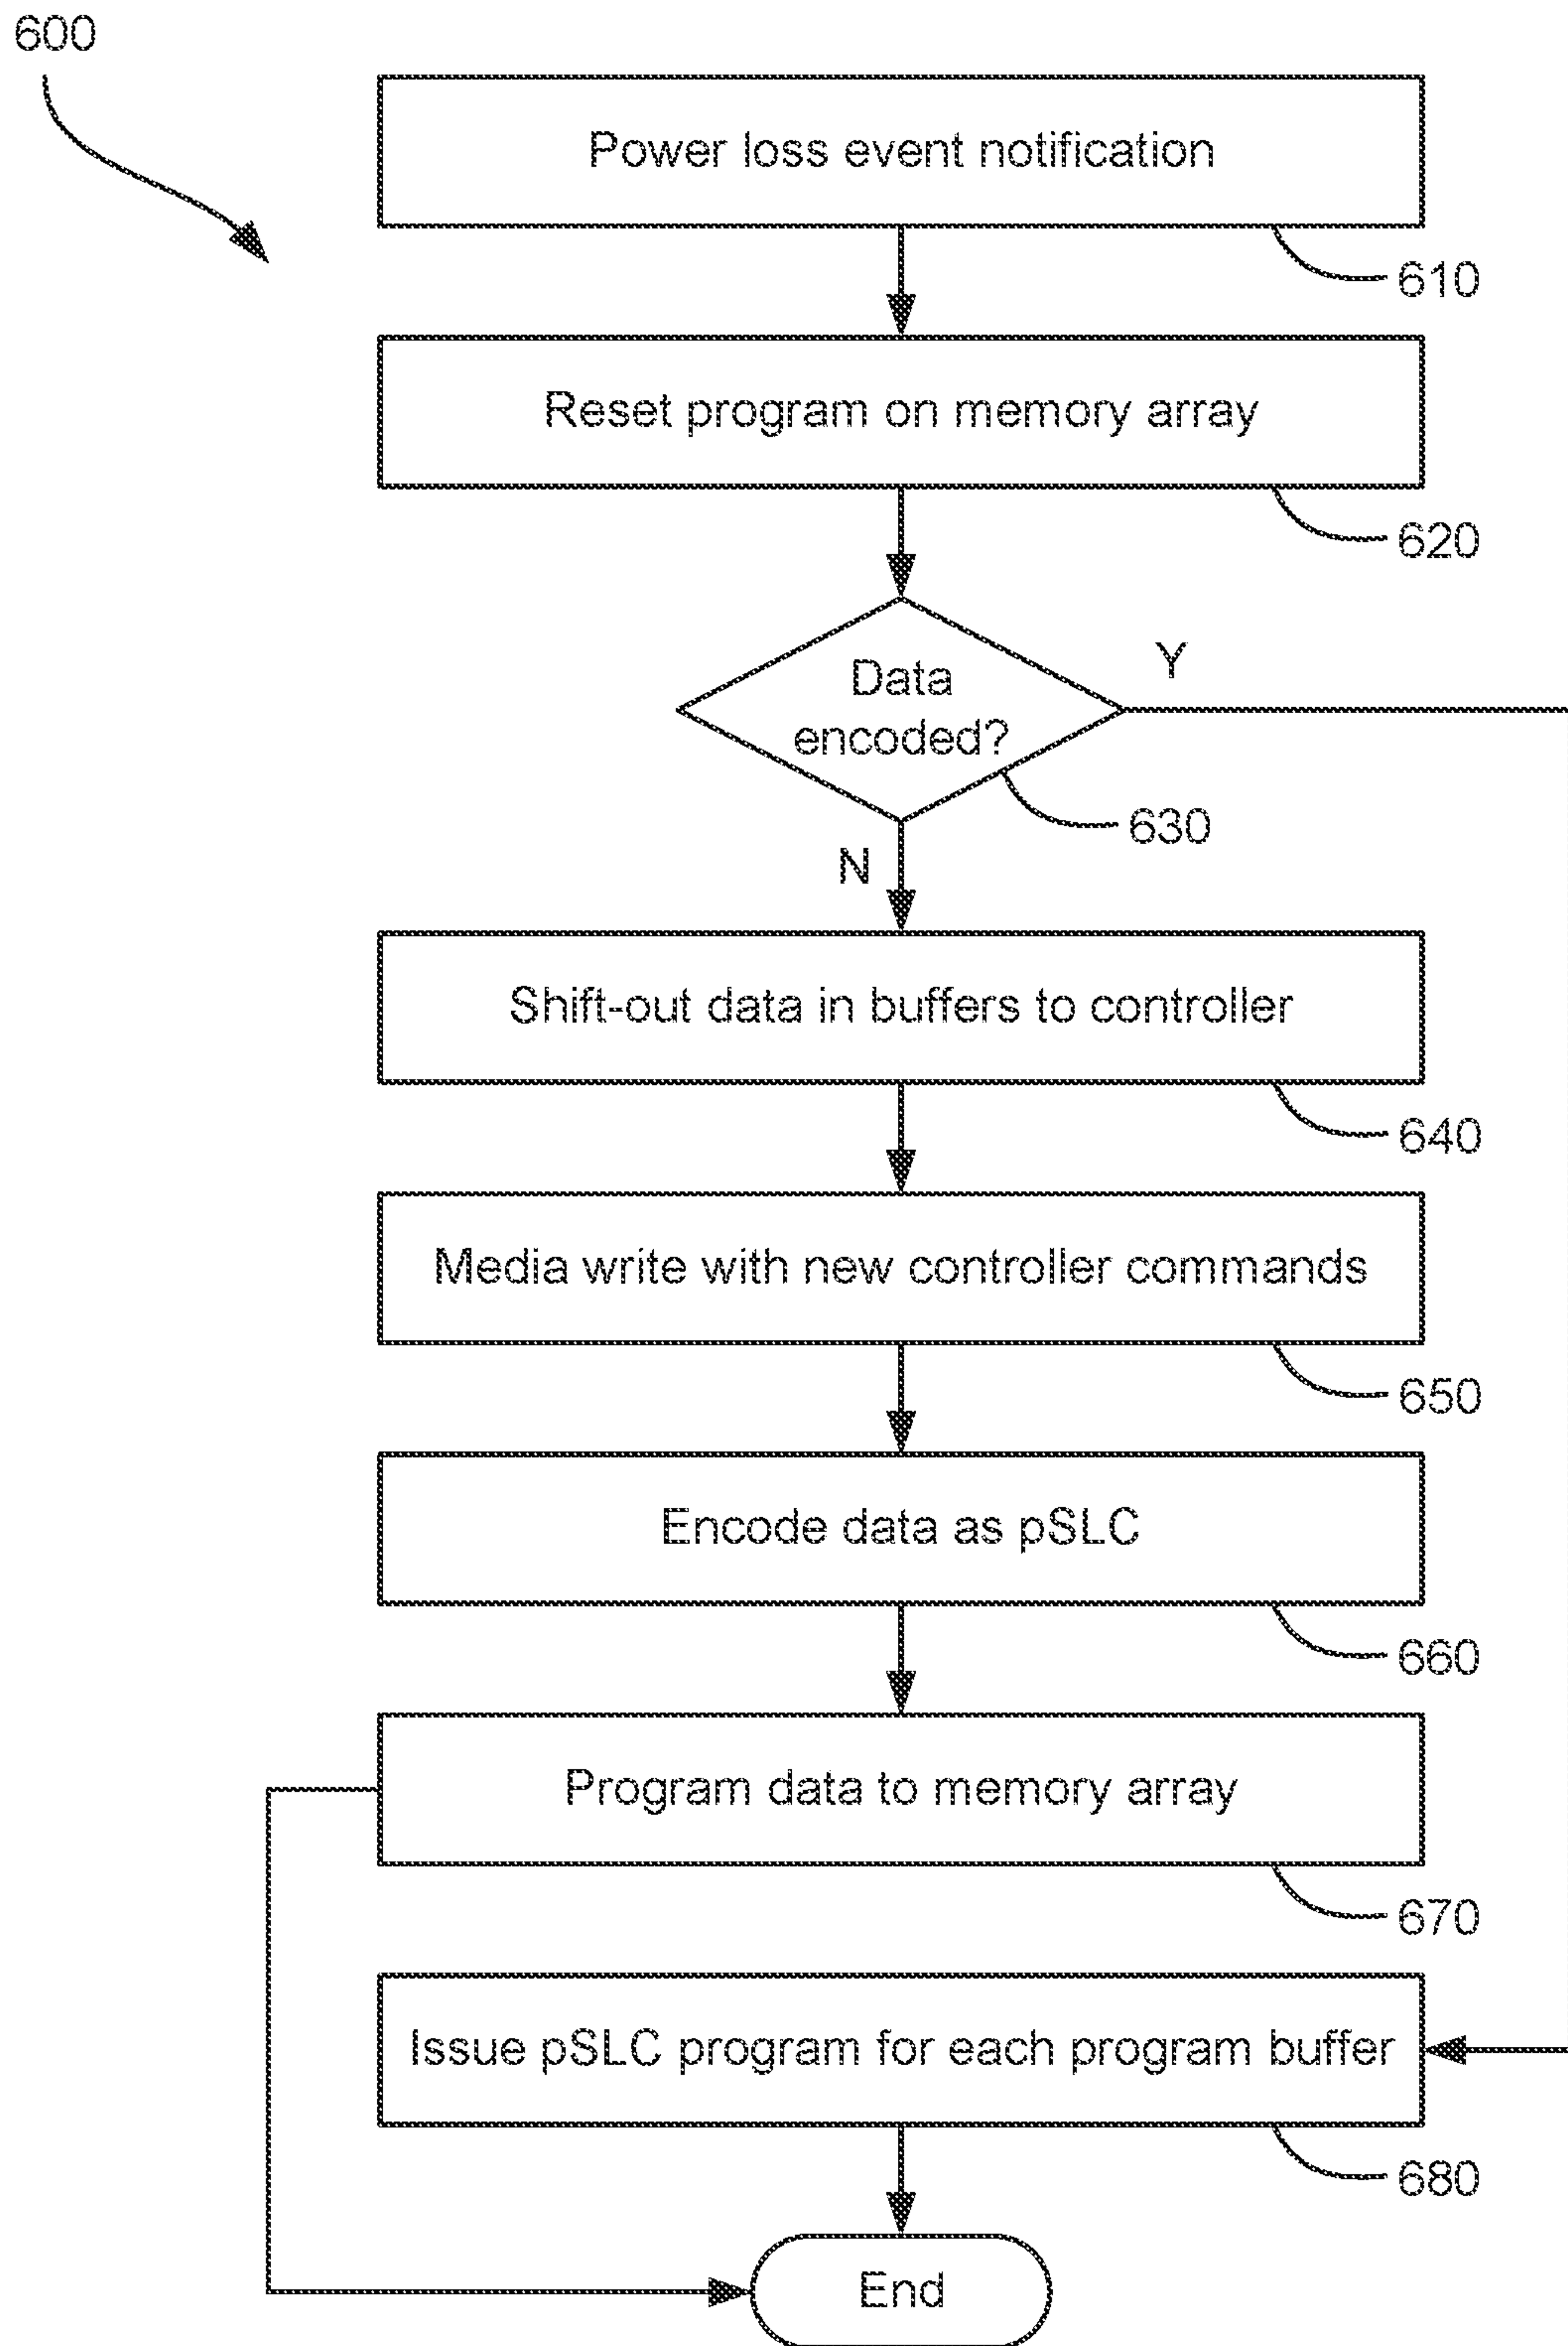 600
Power loss event notification
610
Reset program on memory array
620
Data
encoded?
Y
630
N
Shift-out data in buffers to controller
640
Media write with new controller commands
650
Encode data as pSLC
660
Program data to memory array
670
Issue pSLC program for each program buffer
680
End